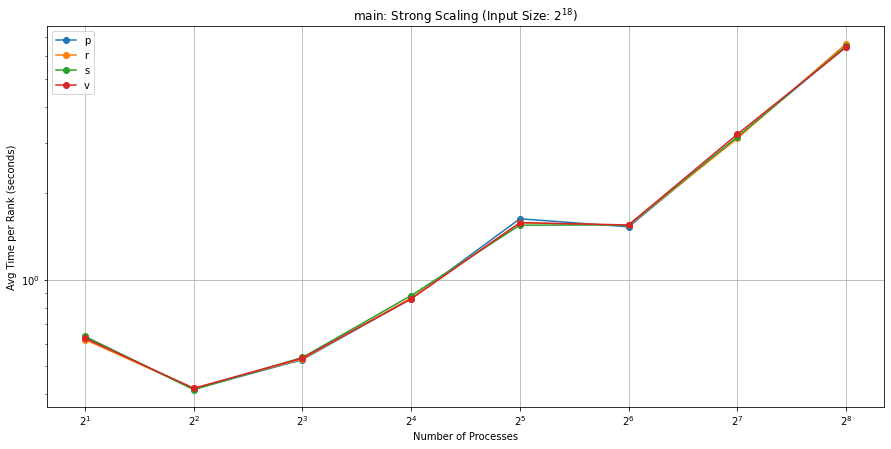 main: Strong Scaling (Input Size: 2^18)
p
r
s
v
Avg Time per Rank (seconds)
10^0
2^1 2^2 2^3 2^4 2^5 2^6 2^7 2^8
Number of Processes